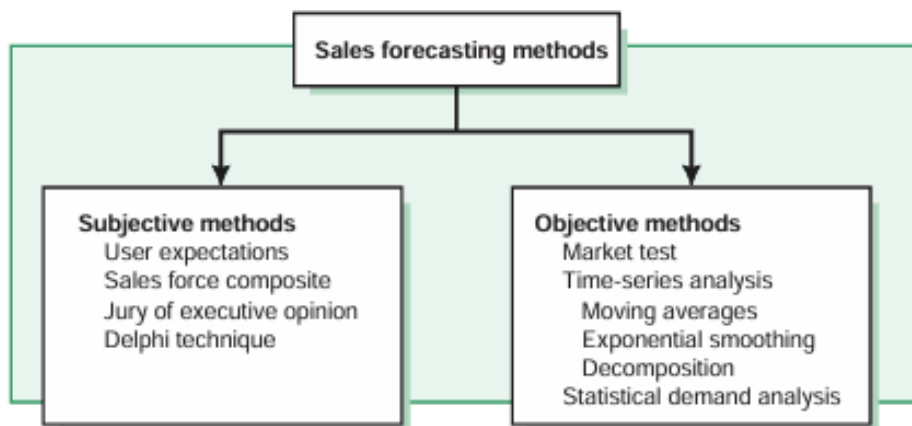 Sales forecasting methods
Subjective methods
User expectations
Sales force composite
Jury of executive opinion
Delphi technique
Objective methods
Market test
Time-series analysis
Moving averages
Exponential smoothing
Decomposition
Statistical demand analysis